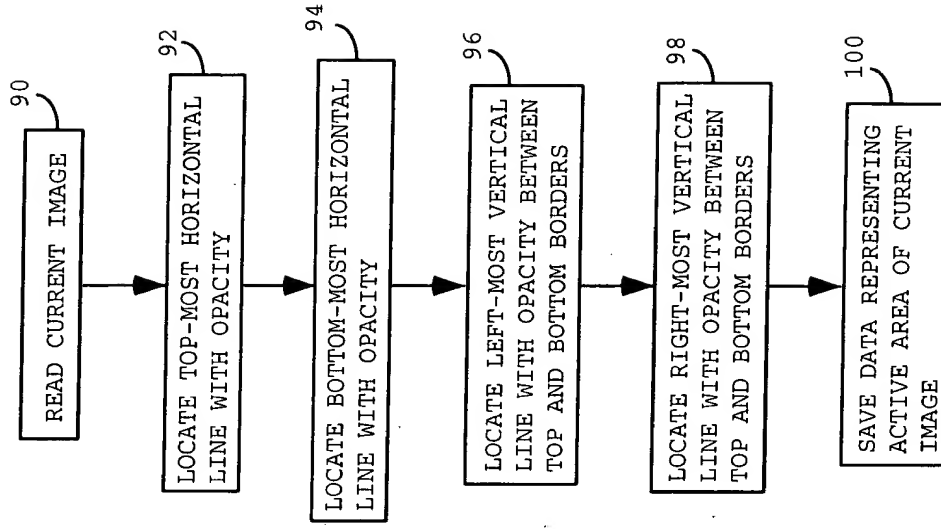 90
READ CURRENT IMAGE
92
LOCATE TOP-MOST HORIZONTAL
LINE WITH OPACITY
94
LOCATE BOTTOM-MOST HORIZONTAL
LINE WITH OPACITY
96
LOCATE LEFT-MOST VERTICAL
LINE WITH OPACITY BETWEEN
TOP AND BOTTOM BORDERS
98
LOCATE RIGHT-MOST VERTICAL
LINE WITH OPACITY BETWEEN
TOP AND BOTTOM BORDERS
100
SAVE DATA REPRESENTING
ACTIVE AREA OF CURRENT
IMAGE